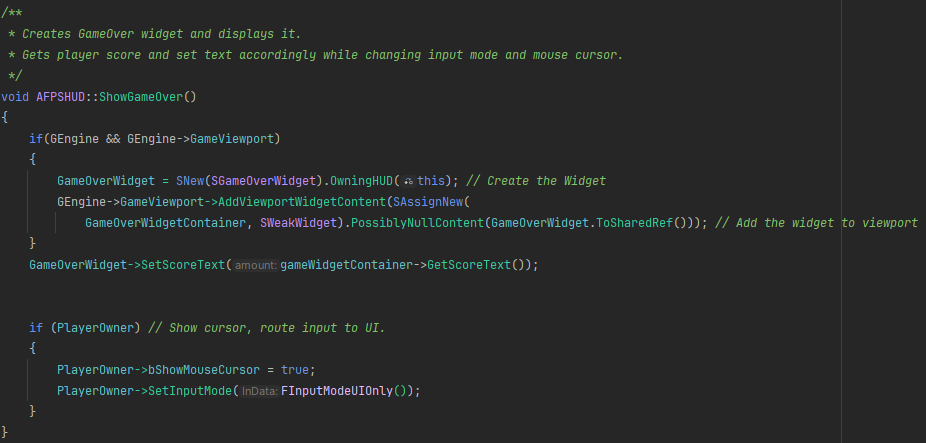 /**
 * Creates GameOver widget and displays it.
 * Gets player score and set text accordingly while changing input mode and mouse cursor.
 */
void AFPSHUD::ShowGameOver()
{
    if(GEngine && GEngine->GameViewport)
    {
        GameOverWidget = SNew(SGameOverWidget).OwningHUD(this); // Create the Widget
        GEngine->GameViewport->AddViewportWidgetContent(SAssignNew(
            GameOverWidgetContainer, SWeakWidget).PossiblyNullContent(GameOverWidget.ToSharedRef())); // Add the widget to viewport
    }
    GameOverWidget->SetScoreText(amount: gameWidgetContainer->GetScoreText());
    if (PlayerOwner) // Show cursor, route input to UI.
    {
        PlayerOwner->bShowMouseCursor = true;
        PlayerOwner->SetInputMode(InData: FInputModeUIOnly());
    }
}